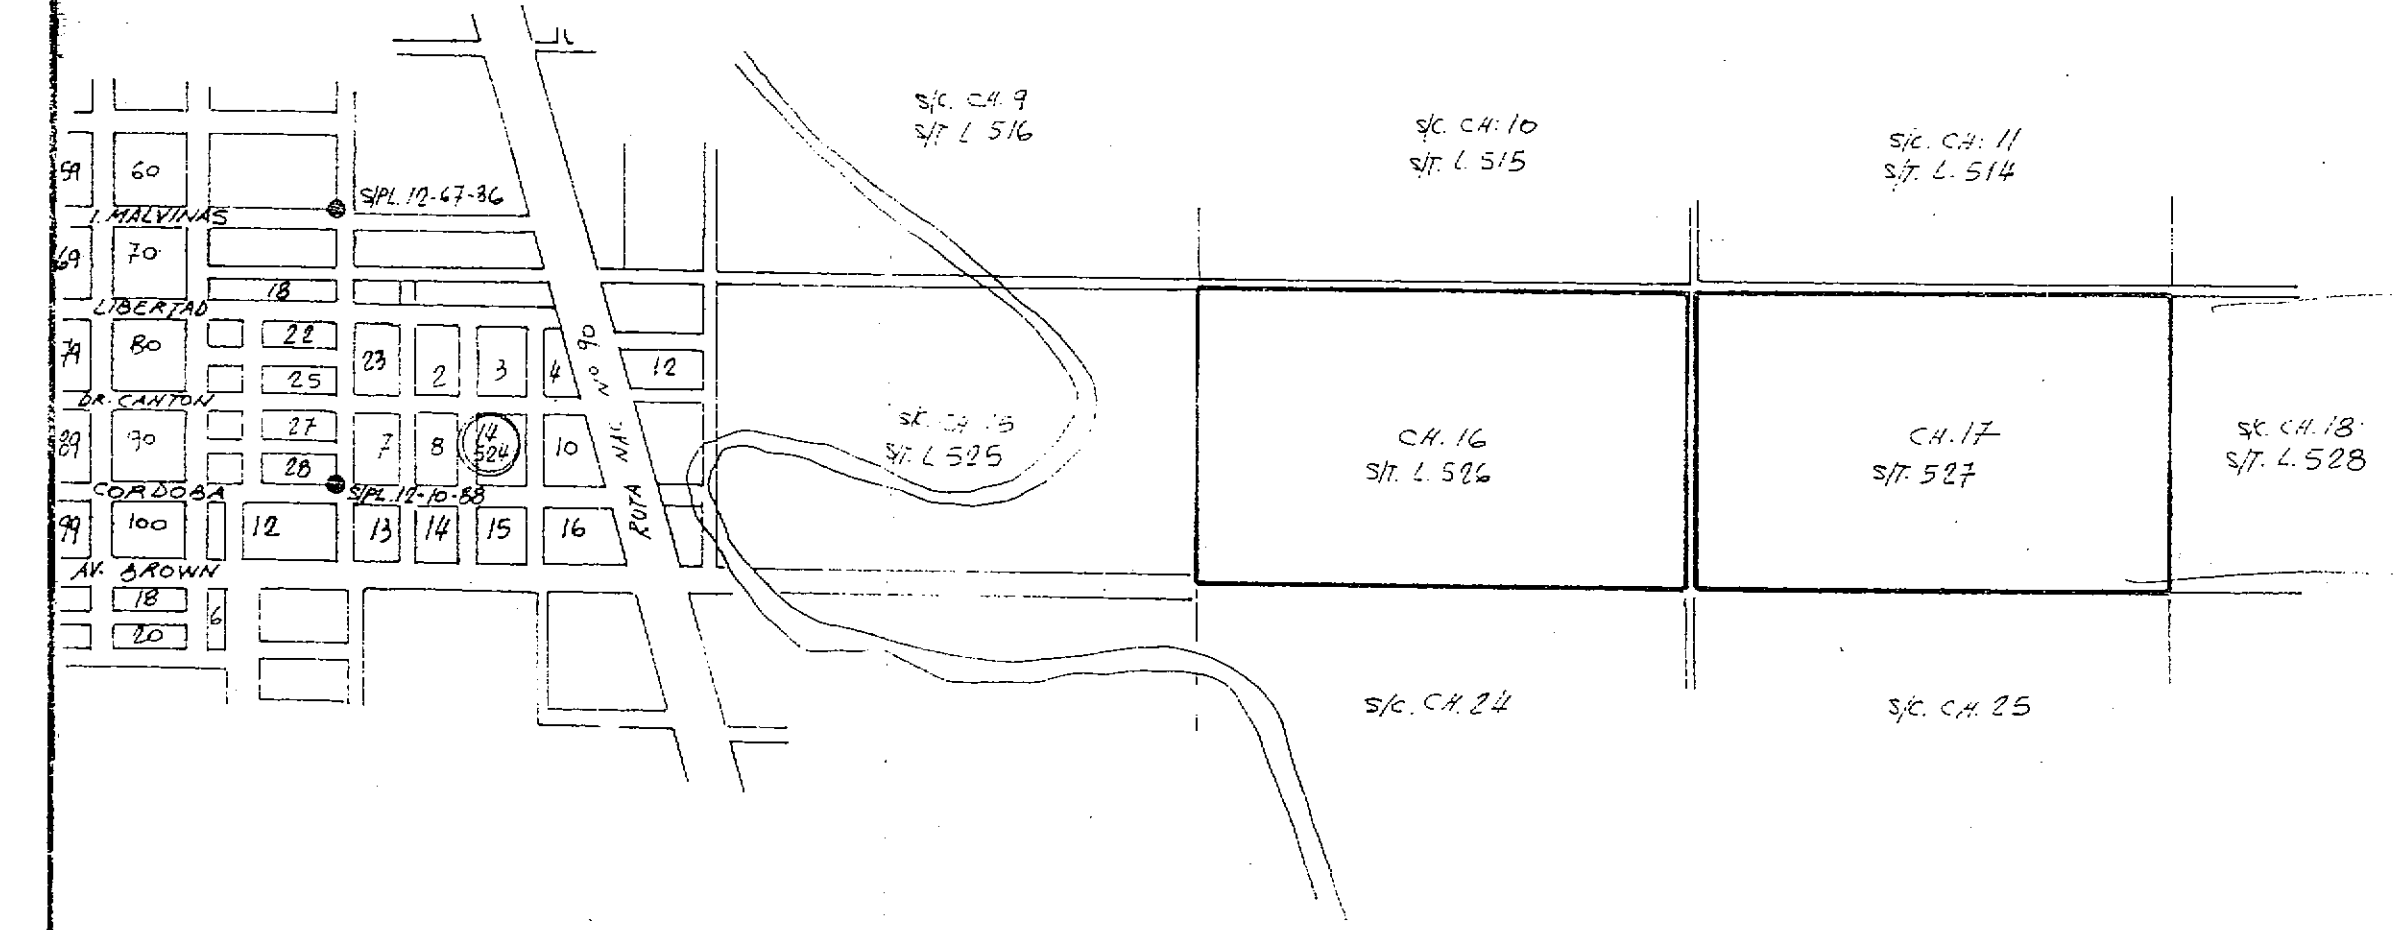 S/C. CH. 9
S/T. L 516
S/C. CH: 10
S/T. L. 515
S/C. CH: 11
S/T. L. 514
59
60
S/PL. 12-67-36
I. MALVINAS
69
70
18
LIBERTAD
79
80
22
25
23
2
3
4
12
DR. CANTON
89
90
27
28
7
8
14
524
10
RUTA NAC Nº 90
S/T. L 525
CH. 16
S/T. L. 526
CH. 17
S/T. 527
S/C. CH. 18
S/T. L. 528
CORDOBA
S/PL. 12-10-88
99
100
12
13
14
15
16
AV. BROWN
18
6
20
S/C. CH. 24
S/C. CH. 25